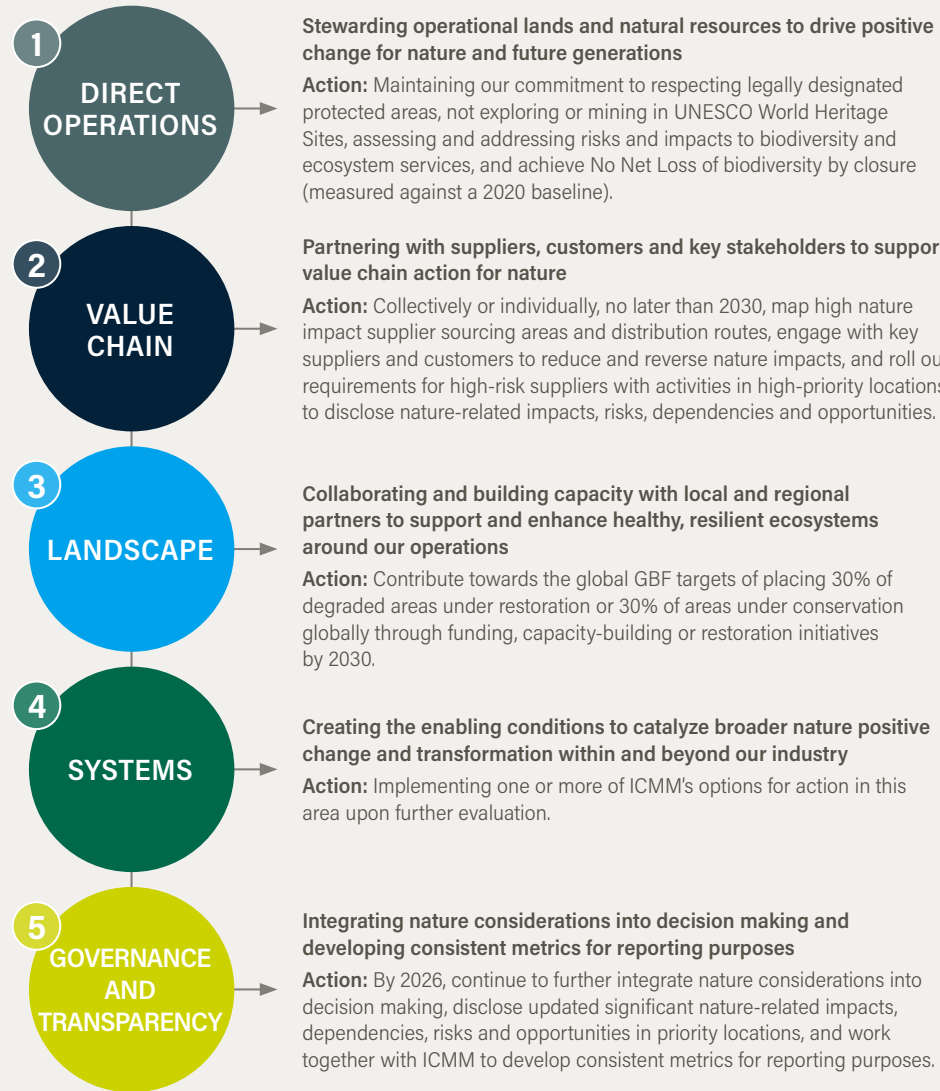 1
DIRECT
OPERATIONS
Stewarding operational lands and natural resources to drive positive
change for nature and future generations
Action: Maintaining our commitment to respecting legally designated
protected areas, not exploring or mining in UNESCO World Heritage
Sites, assessing and addressing risks and impacts to biodiversity and
ecosystem services, and achieve No Net Loss of biodiversity by closure
(measured against a 2020 baseline).
2
VALUE
CHAIN
Partnering with suppliers, customers and key stakeholders to suppor
value chain action for nature
Action: Collectively or individually, no later than 2030, map high nature
impact supplier sourcing areas and distribution routes, engage with key
suppliers and customers to reduce and reverse nature impacts, and roll ou
requirements for high-risk suppliers with activities in high-priority locations
to disclose nature-related impacts, risks, dependencies and opportunities.
3
LANDSCAPE
Collaborating and building capacity with local and regional
partners to support and enhance healthy, resilient ecosystems
around our operations
Action: Contribute towards the global GBF targets of placing 30% of
degraded areas under restoration or 30% of areas under conservation
globally through funding, capacity-building or restoration initiatives
by 2030.
4
SYSTEMS
Creating the enabling conditions to catalyze broader nature positive
change and transformation within and beyond our industry
Action: Implementing one or more of ICMM's options for action in this
area upon further evaluation.
5
GOVERNANCE
AND
TRANSPARENCY
Integrating nature considerations into decision making and
developing consistent metrics for reporting purposes
Action: By 2026, continue to further integrate nature considerations into
decision making, disclose updated significant nature-related impacts,
dependencies, risks and opportunities in priority locations, and work
together with ICMM to develop consistent metrics for reporting purposes.